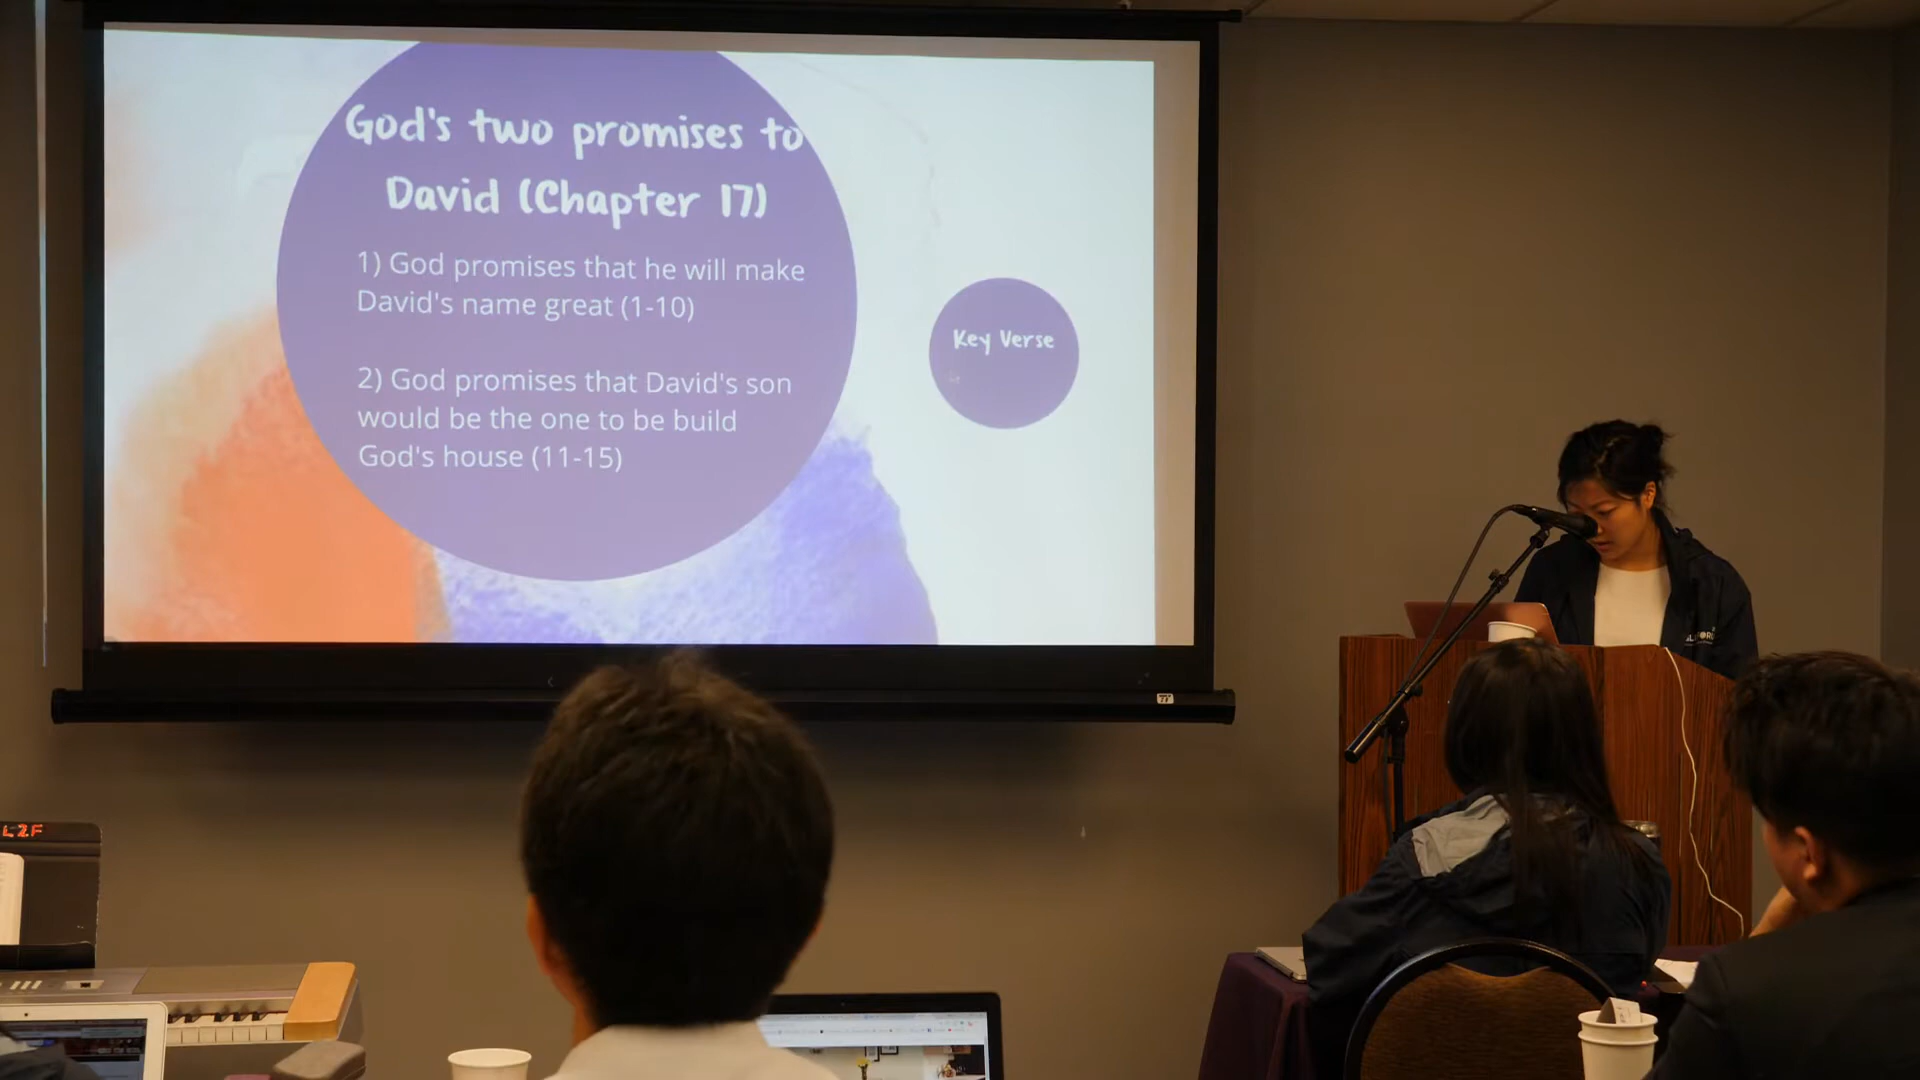 God's two promises to
David (Chapter 17)
1) God promises that he will make
David's name great (1-10)
2) God promises that David's son
would be the one to be build
God's house (11-15)
Key Verse